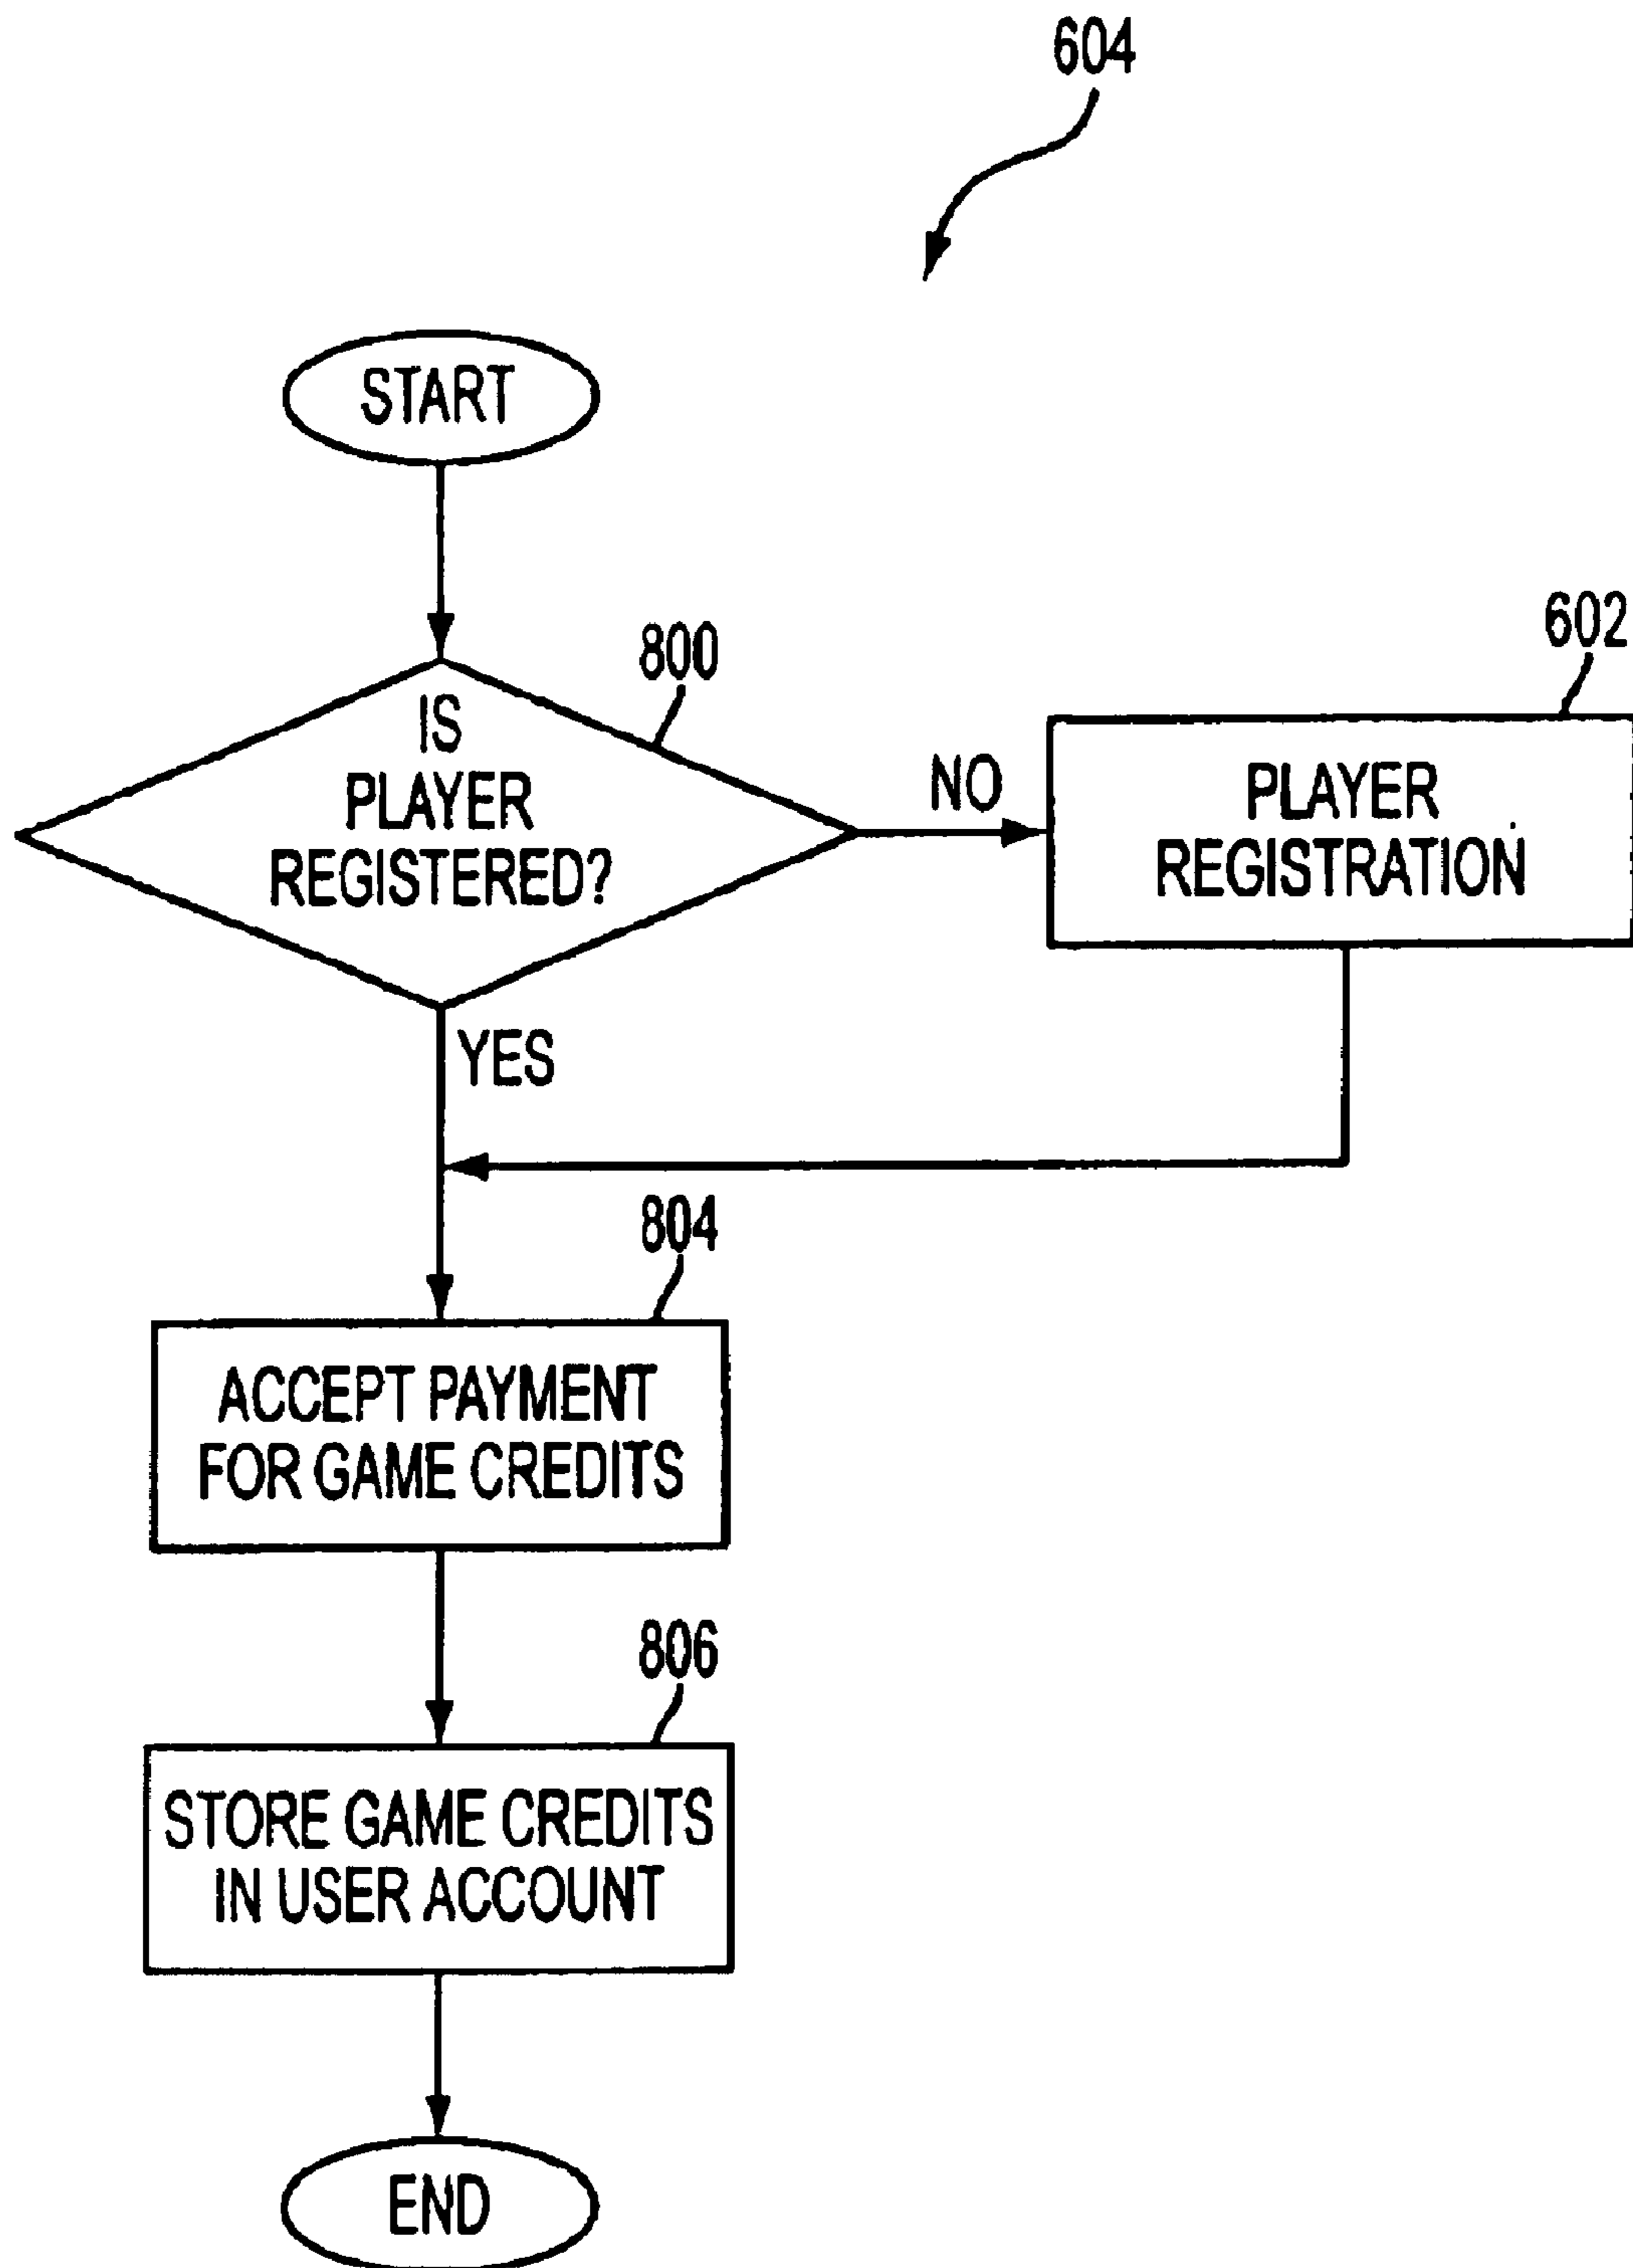 604
START
800
IS
PLAYER
REGISTERED?
NO
602
PLAYER
REGISTRATION
YES
804
ACCEPT PAYMENT
FOR GAME CREDITS
806
STORE GAME CREDITS
IN USER ACCOUNT
END